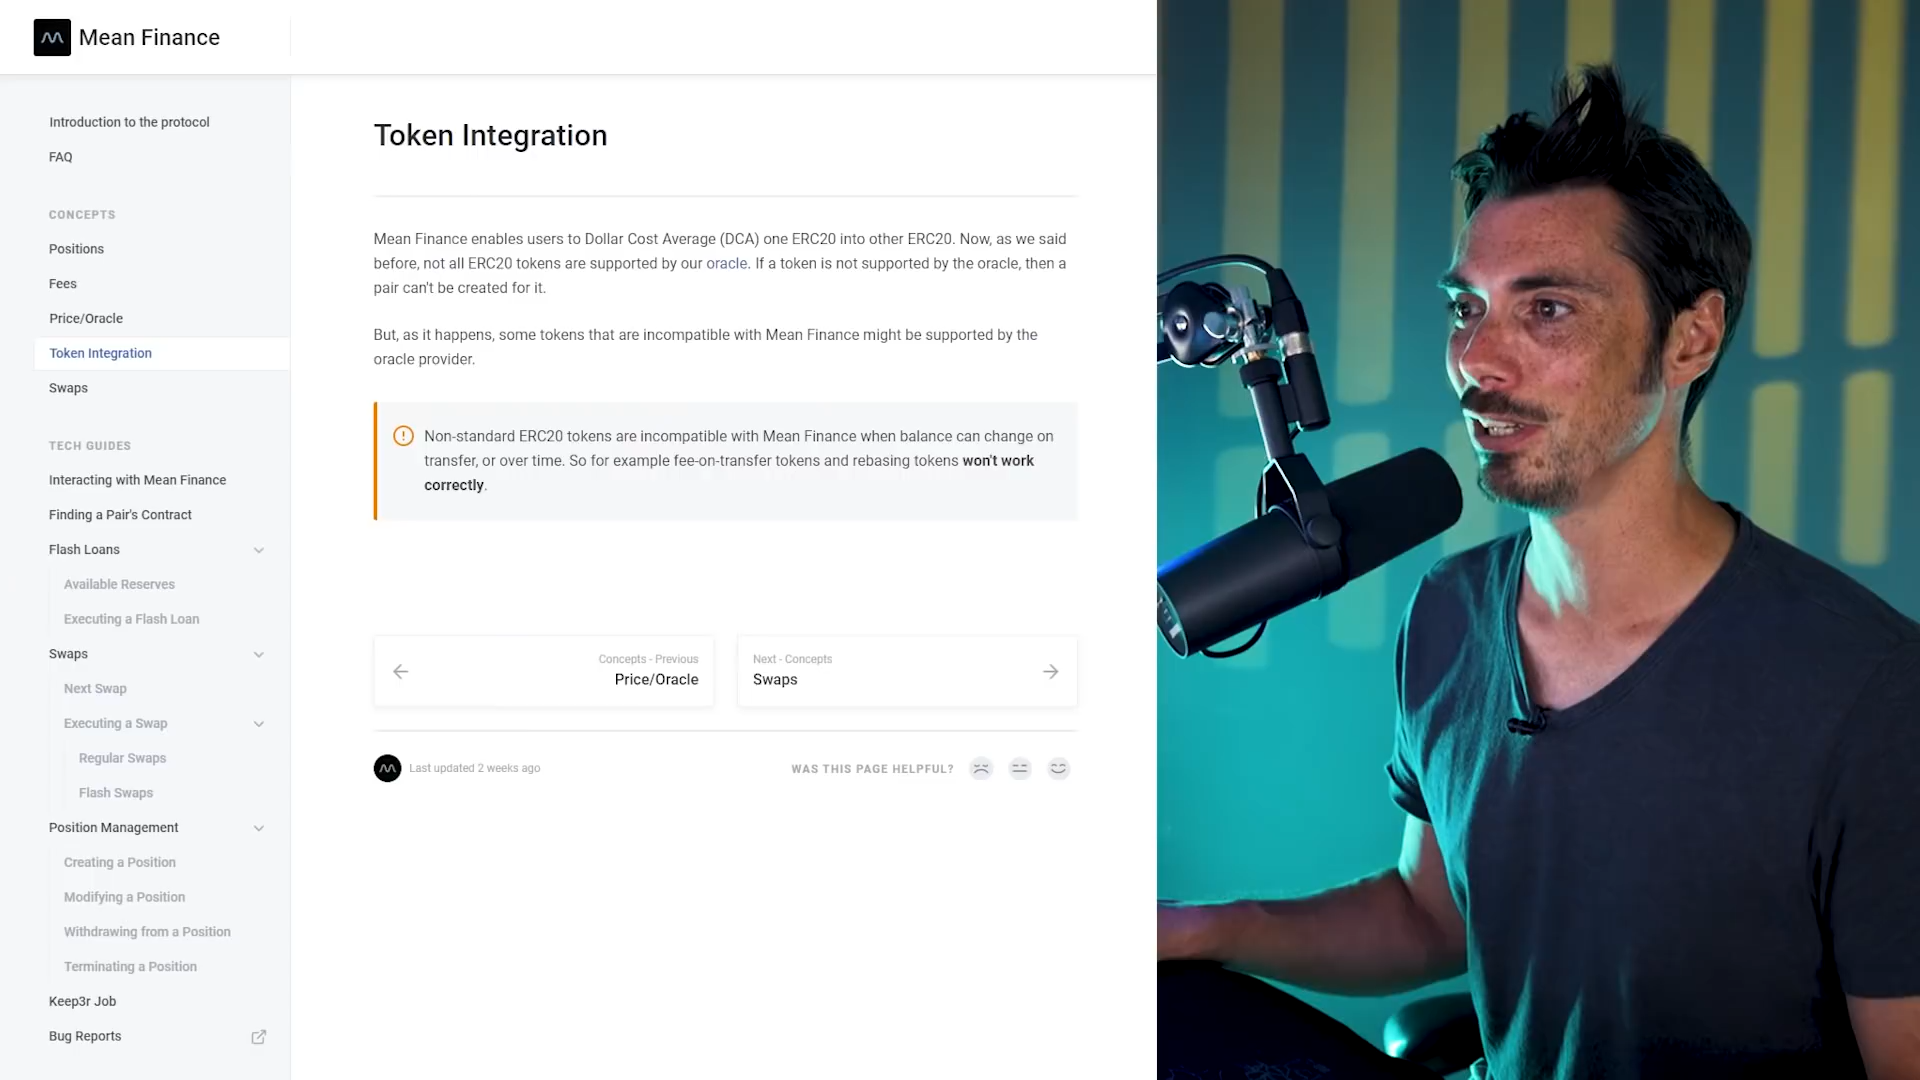 Mean Finance
Introduction to the protocol
FAQ
CONCEPTS
Positions
Fees
Price/Oracle
Token Integration
Swaps
TECH GUIDES
Interacting with Mean Finance
Finding a Pair's Contract
Flash Loans
Available Reserves
Executing a Flash Loan
Swaps
Next Swap
Executing a Swap
Regular Swaps
Flash Swaps
Position Management
Creating a Position
Modifying a Position
Withdrawing from a Position
Terminating a Position
Keep3r Job
Bug Reports
Token Integration
Mean Finance enables users to Dollar Cost Average (DCA) one ERC20 into other ERC20. Now, as we said
before, not all ERC20 tokens are supported by our oracle. If a token is not supported by the oracle, then a
pair can't be created for it.
But, as it happens, some tokens that are incompatible with Mean Finance might be supported by the
oracle provider.
Non-standard ERC20 tokens are incompatible with Mean Finance when balance can change on
transfer, or over time. So for example fee-on-transfer tokens and rebasing tokens won't work
correctly.
Concepts - Previous
Price/Oracle
Next - Concepts
Swaps
Last updated 2 weeks ago
WAS THIS PAGE HELPFUL?